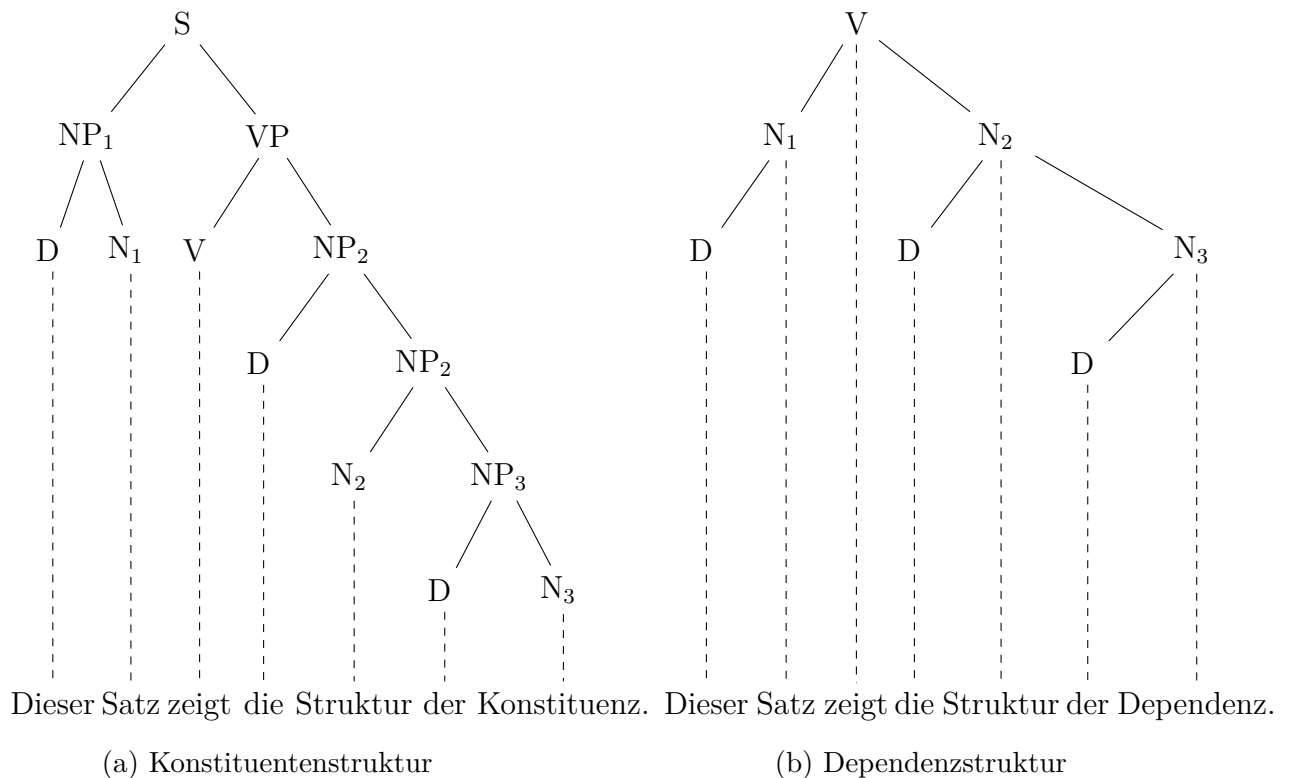 S V
NP₁ VP N₁ N₂
D N₁ V NP₂ D D N₃
D NP₂ D
N₂ NP₃
D N₃
Dieser Satz zeigt die Struktur der Konstituenz. Dieser Satz zeigt die Struktur der Dependenz.
(a) Konstituentenstruktur (b) Dependenzstruktur